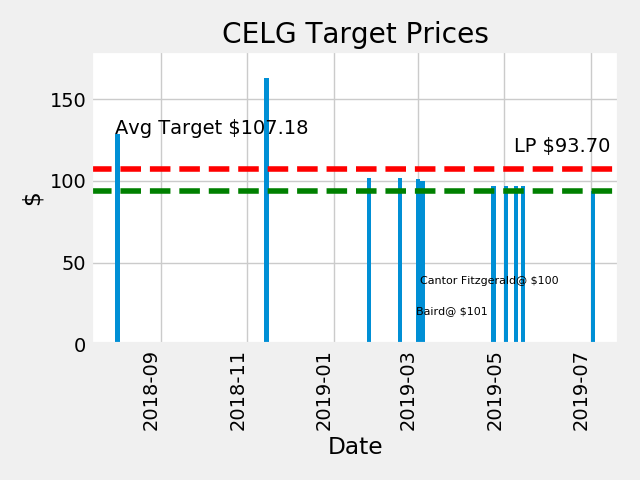 CELG Target Prices
150
Avg Target $107.18
LP $93.70
100
$
50
Cantor Fitzgerald@ $100
Baird@ $101
0
2018-09
2018-11
2019-01
2019-03
2019-05
2019-07
Date